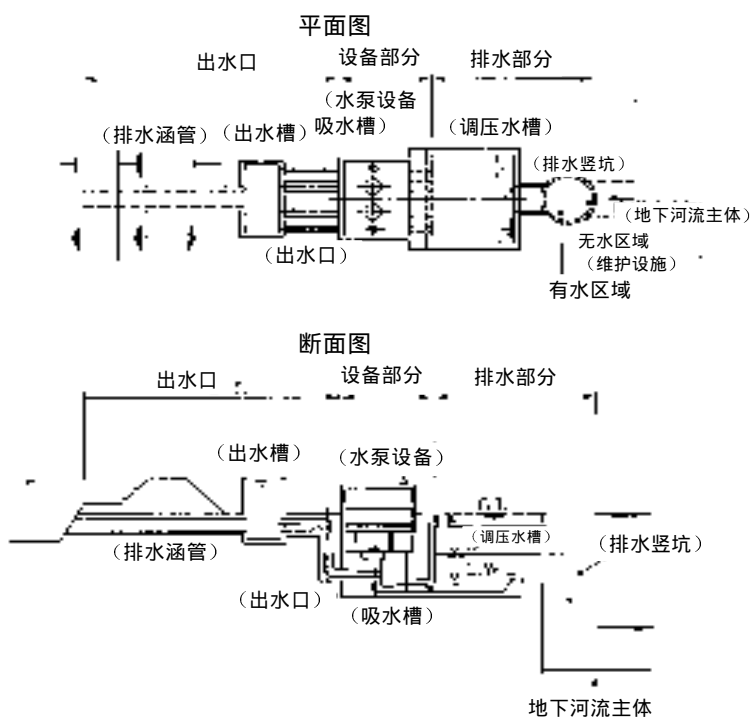 平面图
出水口
设备部分
排水部分
（水泵设备
吸水槽）
（排水涵管）
（出水槽）
（调压水槽）
（排水竖坑）
（地下河流主体）
（出水口）
无水区域
（维护设施）
有水区域
断面图
出水口
设备部分
排水部分
（出水槽）
（水泵设备）
（调压水槽）
（排水竖坑）
（排水涵管）
（出水口）
（吸水槽）
地下河流主体